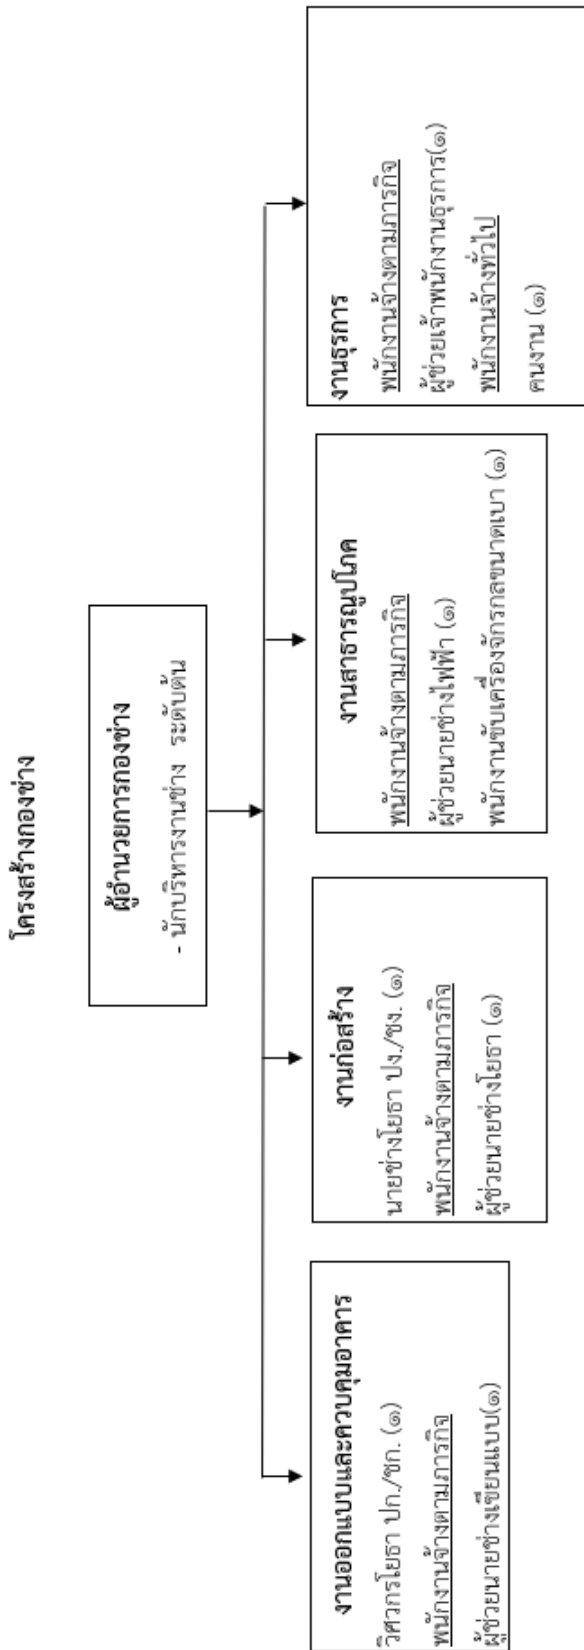 โครงสร้างกองช่าง
ผู้อำนวยการกองช่าง
- นักบริหารงานช่าง ระดับต้น
งานออกแบบและควบคุมอาคาร
วิศวกรโยธา ปก./ชก. (๑)
พนักงานจ้างตามภารกิจ
ผู้ช่วยนายช่างเขียนแบบ(๑)
งานก่อสร้าง
นายช่างโยธา ปง./ชง. (๑)
พนักงานจ้างตามภารกิจ
ผู้ช่วยนายช่างโยธา (๑)
งานสาธารณูปโภค
พนักงานจ้างตามภารกิจ
ผู้ช่วยนายช่างไฟฟ้า (๑)
พนักงานขับเครื่องจักรกลขนาดเบา (๑)
งานธุรการ
พนักงานจ้างตามภารกิจ
ผู้ช่วยเจ้าพนักงานธุรการ(๑)
พนักงานจ้างทั่วไป
คนงาน (๑)